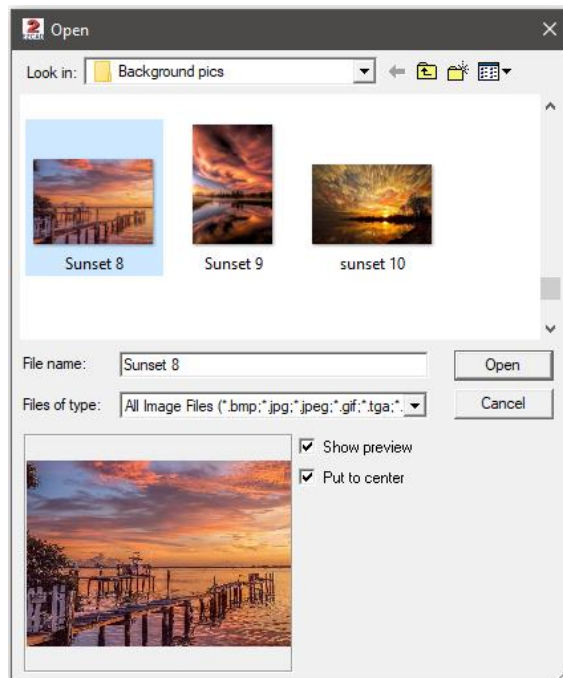 2
Open
Look in: Background pics
Sunset 8
Sunset 9
sunset 10
File name: Sunset 8
Open
Files of type: All Image Files (*.bmp;*.jpg;*.jpeg;*.gif;*.tga;*.
Cancel
Show preview
Put to center